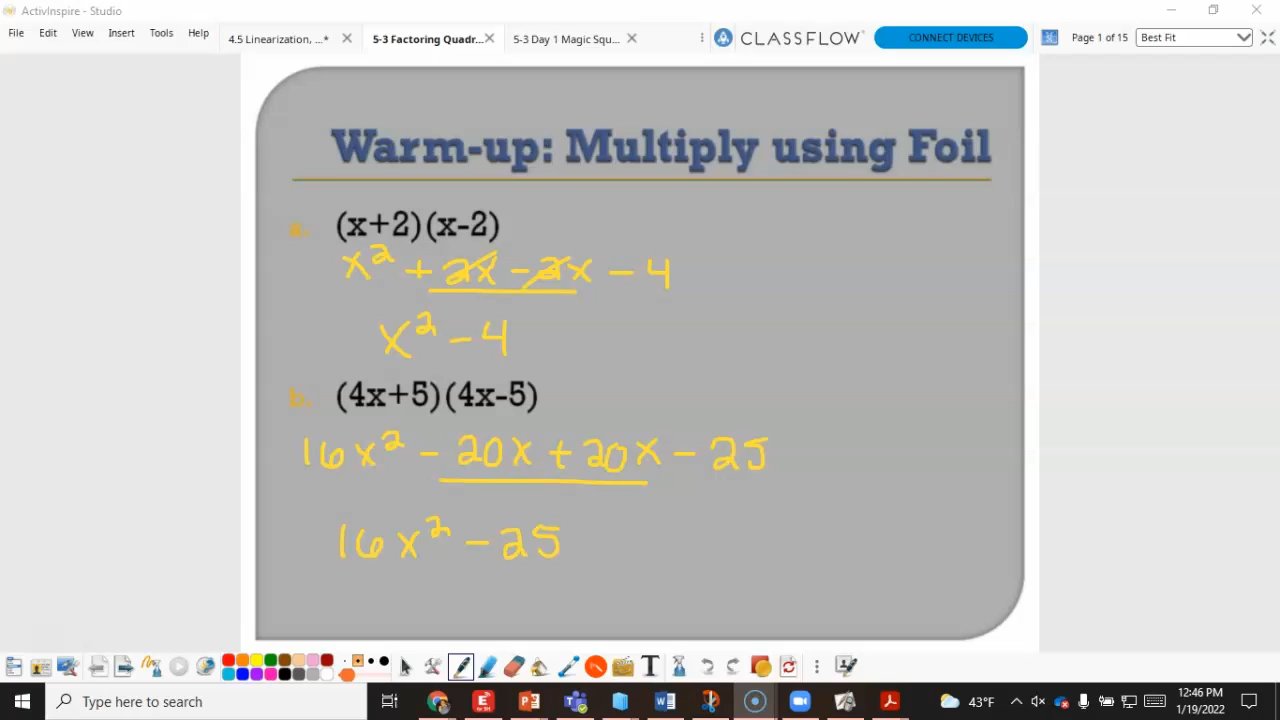 ActivInspire - Studio
File Edit View Insert Tools Help
4.5 Linearization, ...* 5-3 Factoring Quadr... 5-3 Day 1 Magic Squ... CLASSFLOW CONNECT DEVICES Page 1 of 15 Best Fit
Warm-up: Multiply using Foil
a. (x+2)(x-2)
x² + 2x - 2x - 4
x² - 4
b. (4x+5)(4x-5)
16x² - 20x + 20x - 25
16x² - 25
Type here to search
43°F
12:46 PM
1/19/2022